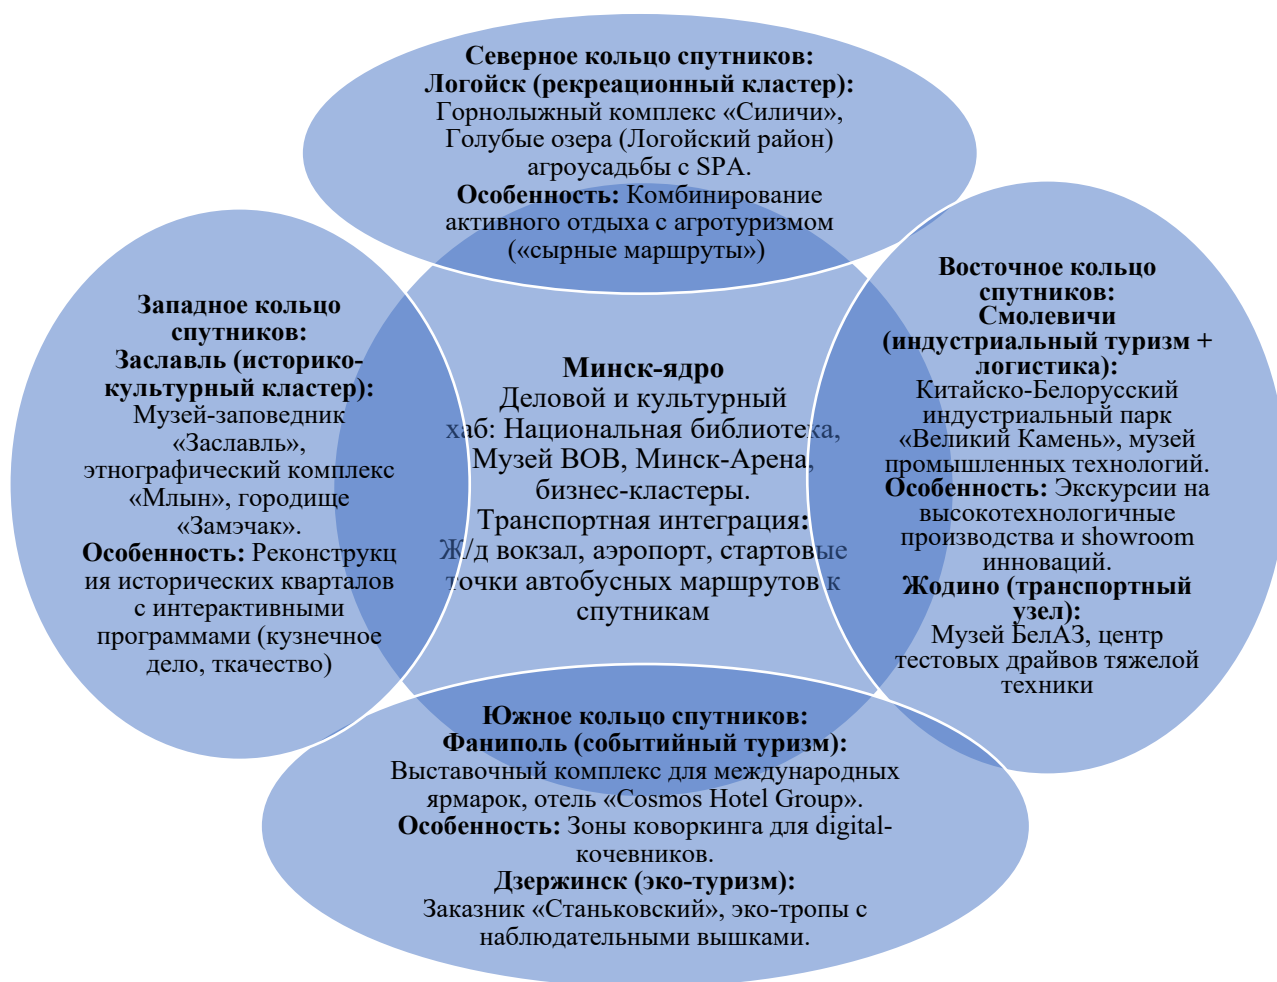 Северное кольцо спутников:
Логойск (рекреационный кластер):
Горнолыжный комплекс «Силичи»,
Голубые озера (Логойский район)
агроусадьбы с SPA.
Особенность: Комбинирование
активного отдыха с агротуризмом
(«сырные маршруты»)
Западное кольцо
спутников:
Заславль (историко-
культурный кластер):
Музей-заповедник
«Заславль»,
этнографический комплекс
«Млын», городище
«Замэчак».
Особенность: Реконструкц
ия исторических кварталов
с интерактивными
программами (кузнечное
дело, ткачество)
Минск-ядро
Деловой и культурный
хаб: Национальная библиотека,
Музей ВОВ, Минск-Арена,
бизнес-кластеры.
Транспортная интеграция:
Ж/д вокзал, аэропорт, стартовые
точки автобусных маршрутов к
спутникам
Восточное кольцо
спутников:
Смолевичи
(индустриальный туризм +
логистика):
Китайско-Белорусский
индустриальный парк
«Великий Камень», музей
промышленных технологий.
Особенность: Экскурсии на
высокотехнологичные
производства и showroom
инноваций.
Жодино (транспортный
узел):
Музей БелАЗ, центр
тестовых драйвов тяжелой
техники
Южное кольцо спутников:
Фаниполь (событийный туризм):
Выставочный комплекс для международных
ярмарок, отель «Cosmos Hotel Group».
Особенность: Зоны коворкинга для digital-
кочевников.
Дзержинск (эко-туризм):
Заказник «Станьковский», эко-тропы с
наблюдательными вышками.